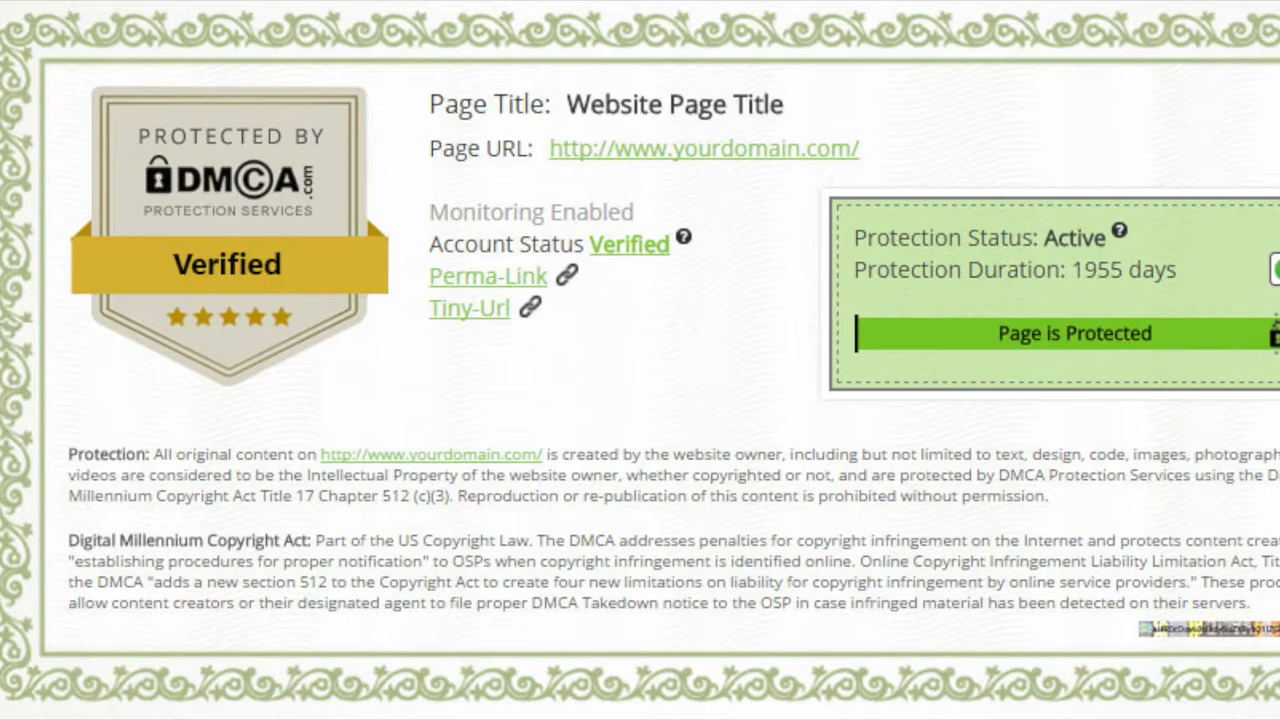 PROTECTED BY
DMCA.com
PROTECTION SERVICES
Verified
Page Title: Website Page Title
Page URL: http://www.yourdomain.com/
Monitoring Enabled
Account Status Verified ?
Perma-Link
Tiny-Url
Protection Status: Active ?
Protection Duration: 1955 days
Page is Protected
Protection: All original content on http://www.yourdomain.com/ is created by the website owner, including but not limited to text, design, code, images, photograph
videos are considered to be the Intellectual Property of the website owner, whether copyrighted or not, and are protected by DMCA Protection Services using the D
Millennium Copyright Act Title 17 Chapter 512 (c)(3). Reproduction or re-publication of this content is prohibited without permission.
Digital Millennium Copyright Act: Part of the US Copyright Law. The DMCA addresses penalties for copyright infringement on the Internet and protects content crea
"establishing procedures for proper notification" to OSPs when copyright infringement is identified online. Online Copyright Infringement Liability Limitation Act, Tit
the DMCA "adds a new section 512 to the Copyright Act to create four new limitations on liability for copyright infringement by online service providers." These proc
allow content creators or their designated agent to file proper DMCA Takedown notice to the OSP in case infringed material has been detected on their servers.